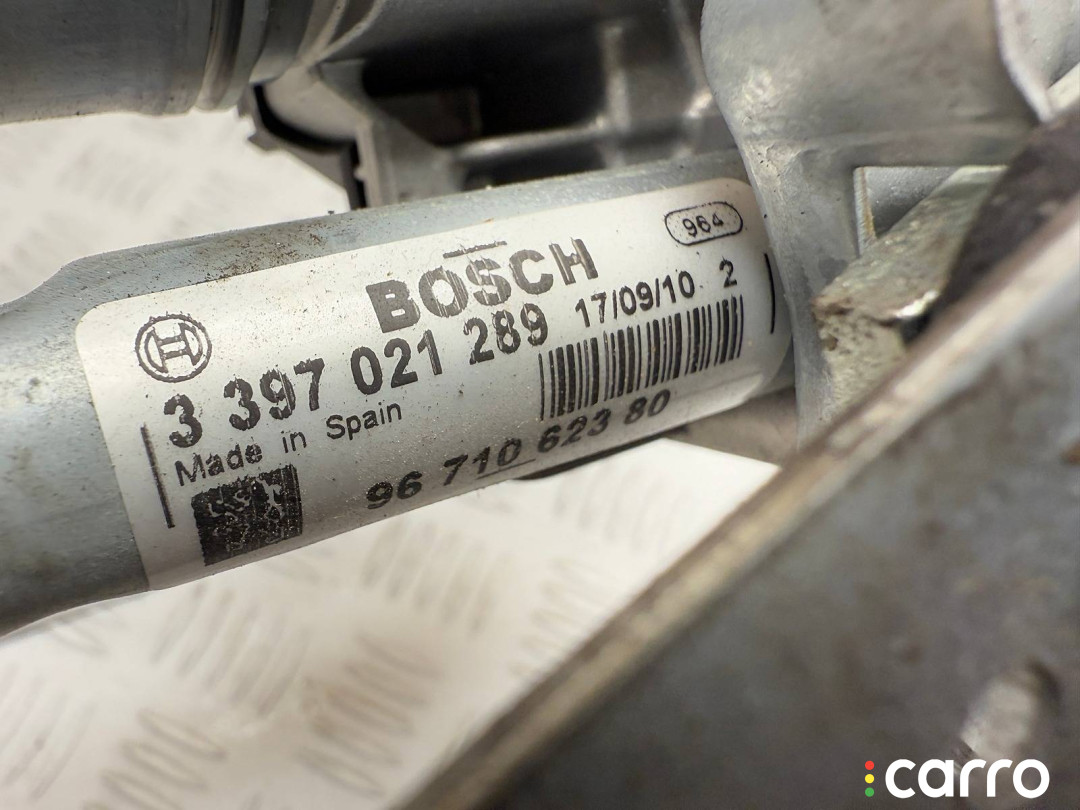 964
BOSCH
3 397 021 289 17/09/10 2
Made in Spain
96 710 623 80
carro